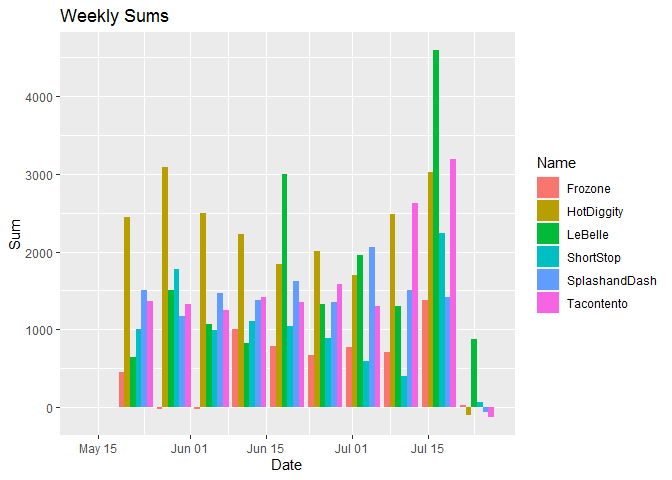 Weekly Sums
Sum
4000
3000
2000
1000
0
May 15
Jun 01
Jun 15
Jul 01
Jul 15
Date
Name
Frozone
HotDiggity
LeBelle
ShortStop
SplashandDash
Tacontento